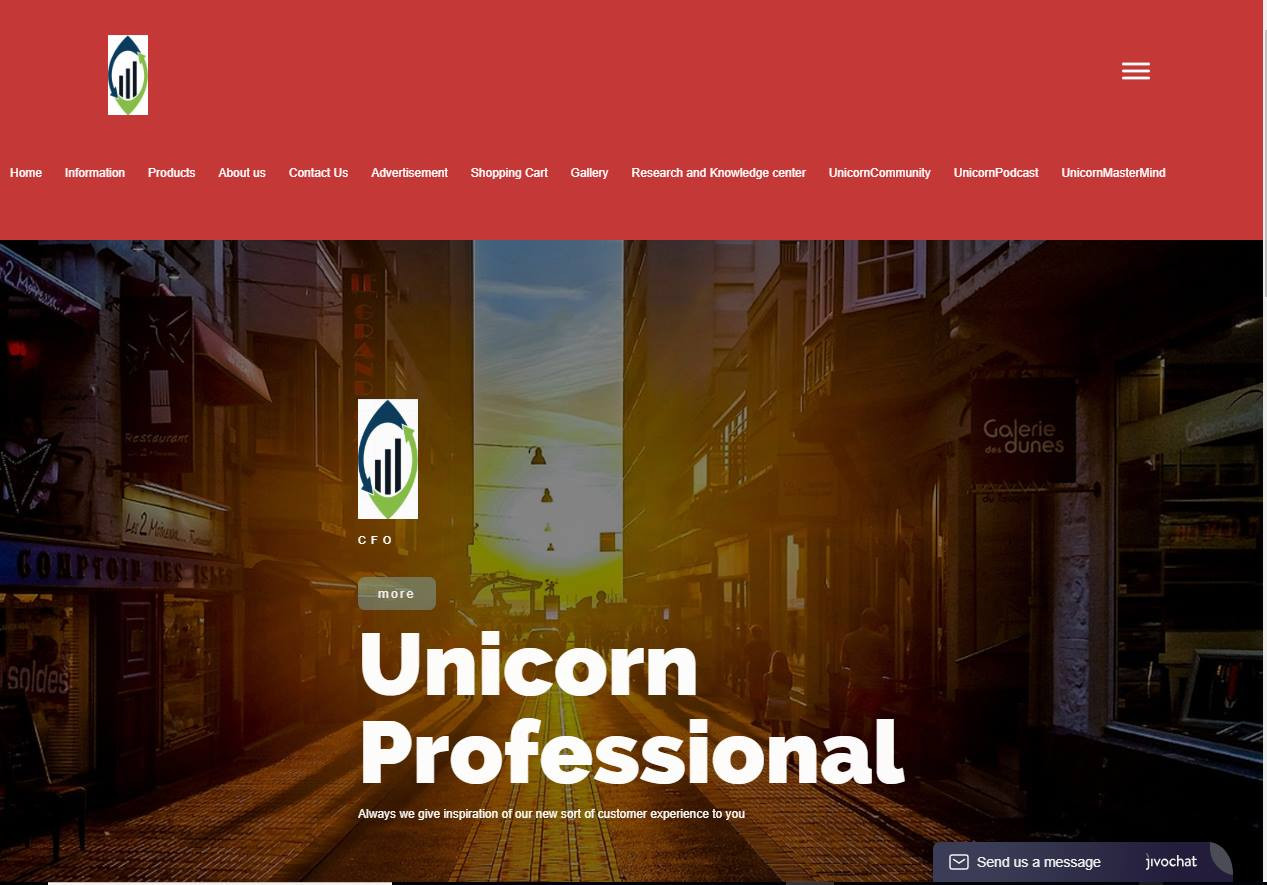 Home Information Products About us Contact Us Advertisement Shopping Cart Gallery Research and Knowledge center UnicornCommunity UnicornPodcast UnicornMasterMind
LE GRAND
Restaurant
Galerie
des dunes
CFO
Les 2
COMPTOIR DES ISLES
more
soldes
Unicorn
Professional
Always we give inspiration of our new sort of customer experience to you
Send us a message jivochat